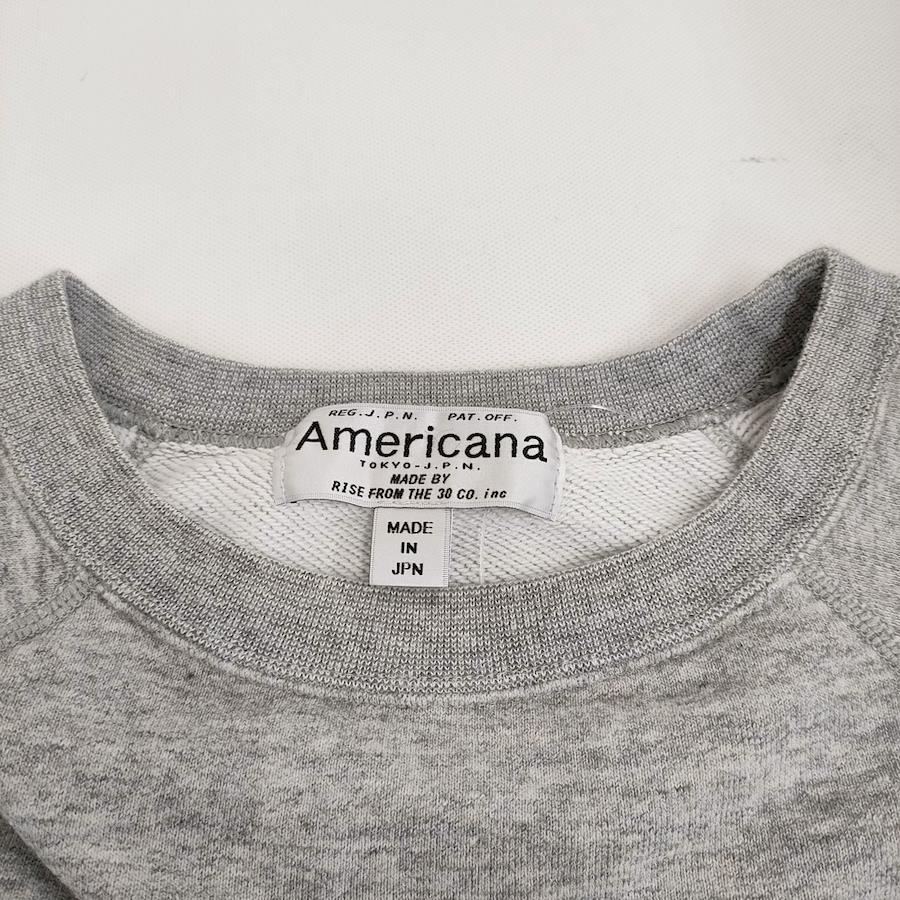 REG.J.P.N. PAT.OFF.
Americana
TOKYO-J.P.N.
MADE BY
RISE FROM THE 30 CO. inc
MADE
IN
JPN